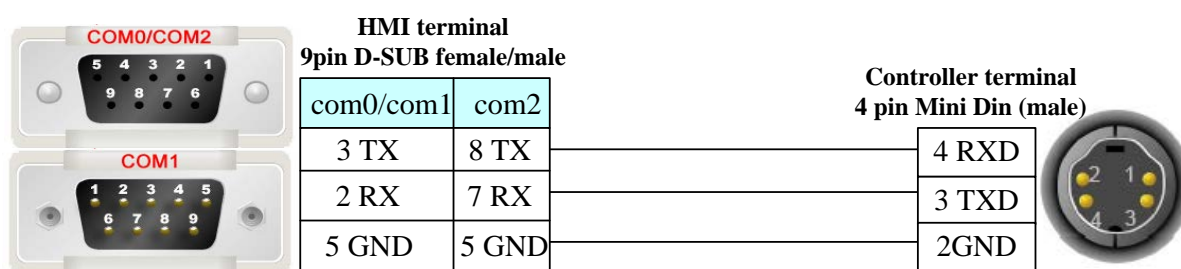 COM0/COM2
5 4 3 2 1
9 8 7 6
COM1
1 2 3 4 5
6 7 8 9
HMI terminal
9pin D-SUB female/male
com0/com1 com2
3 TX 8 TX
2 RX 7 RX
5 GND 5 GND
Controller terminal
4 pin Mini Din (male)
4 RXD
3 TXD
2GND
2 1
4 3